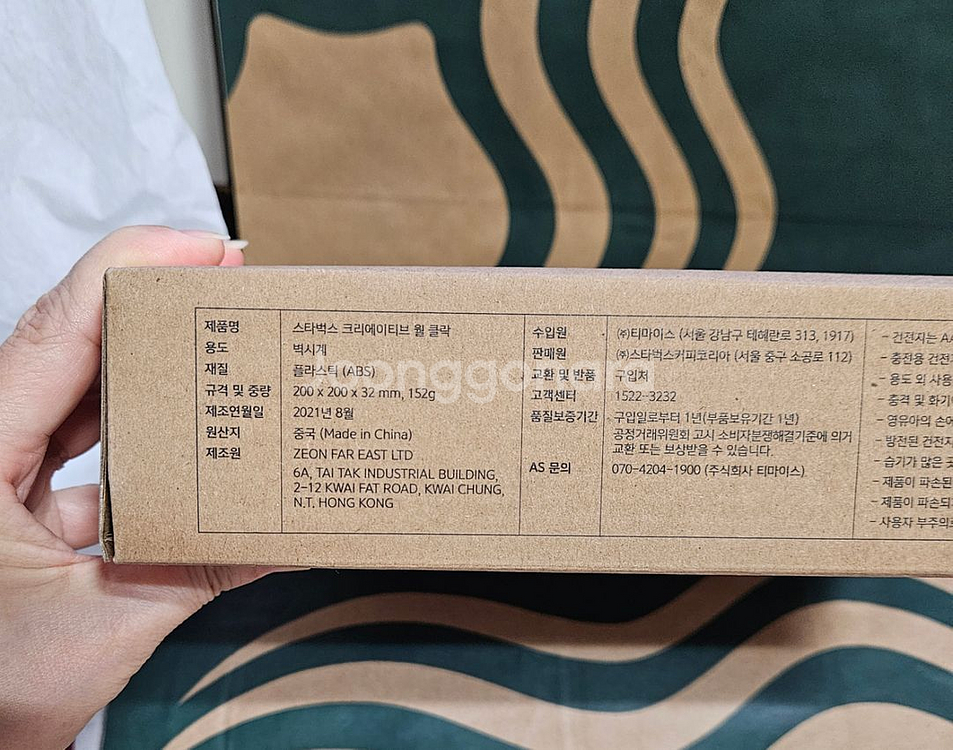 제품명 스타벅스 크리에이티브 월 클락
용도 벽시계
재질 플라스틱 (ABS)
규격 및 중량 200 x 200 x 32 mm, 152g
제조연월일 2021년 8월
원산지 중국 (Made in China)
제조원 ZEON FAR EAST LTD
6A, TAI TAK INDUSTRIAL BUILDING,
2-12 KWAI FAT ROAD, KWAI CHUNG,
N.T. HONG KONG
수입원 ㈜티마이스 (서울 강남구 테헤란로 313, 1917)
판매원 ㈜스타벅스커피코리아 (서울 중구 소공로 112)
교환 및 반품 구입처
고객센터 1522-3232
품질보증기간 구입일로부터 1년(부품보유기간 1년)
공정거래위원회 고시 소비자분쟁해결기준에 의거
교환 또는 보상받을 수 있습니다.
AS 문의 070-4204-1900 (주식회사 티마이스)
- 건전지는 AA
- 충전용 건전
- 용도 외 사용
- 충격 및 화기
- 영유아의 손에
- 방전된 건전지
- 습기가 많은 곳
- 제품이 파손된
- 제품이 파손되
- 사용자 부주의로